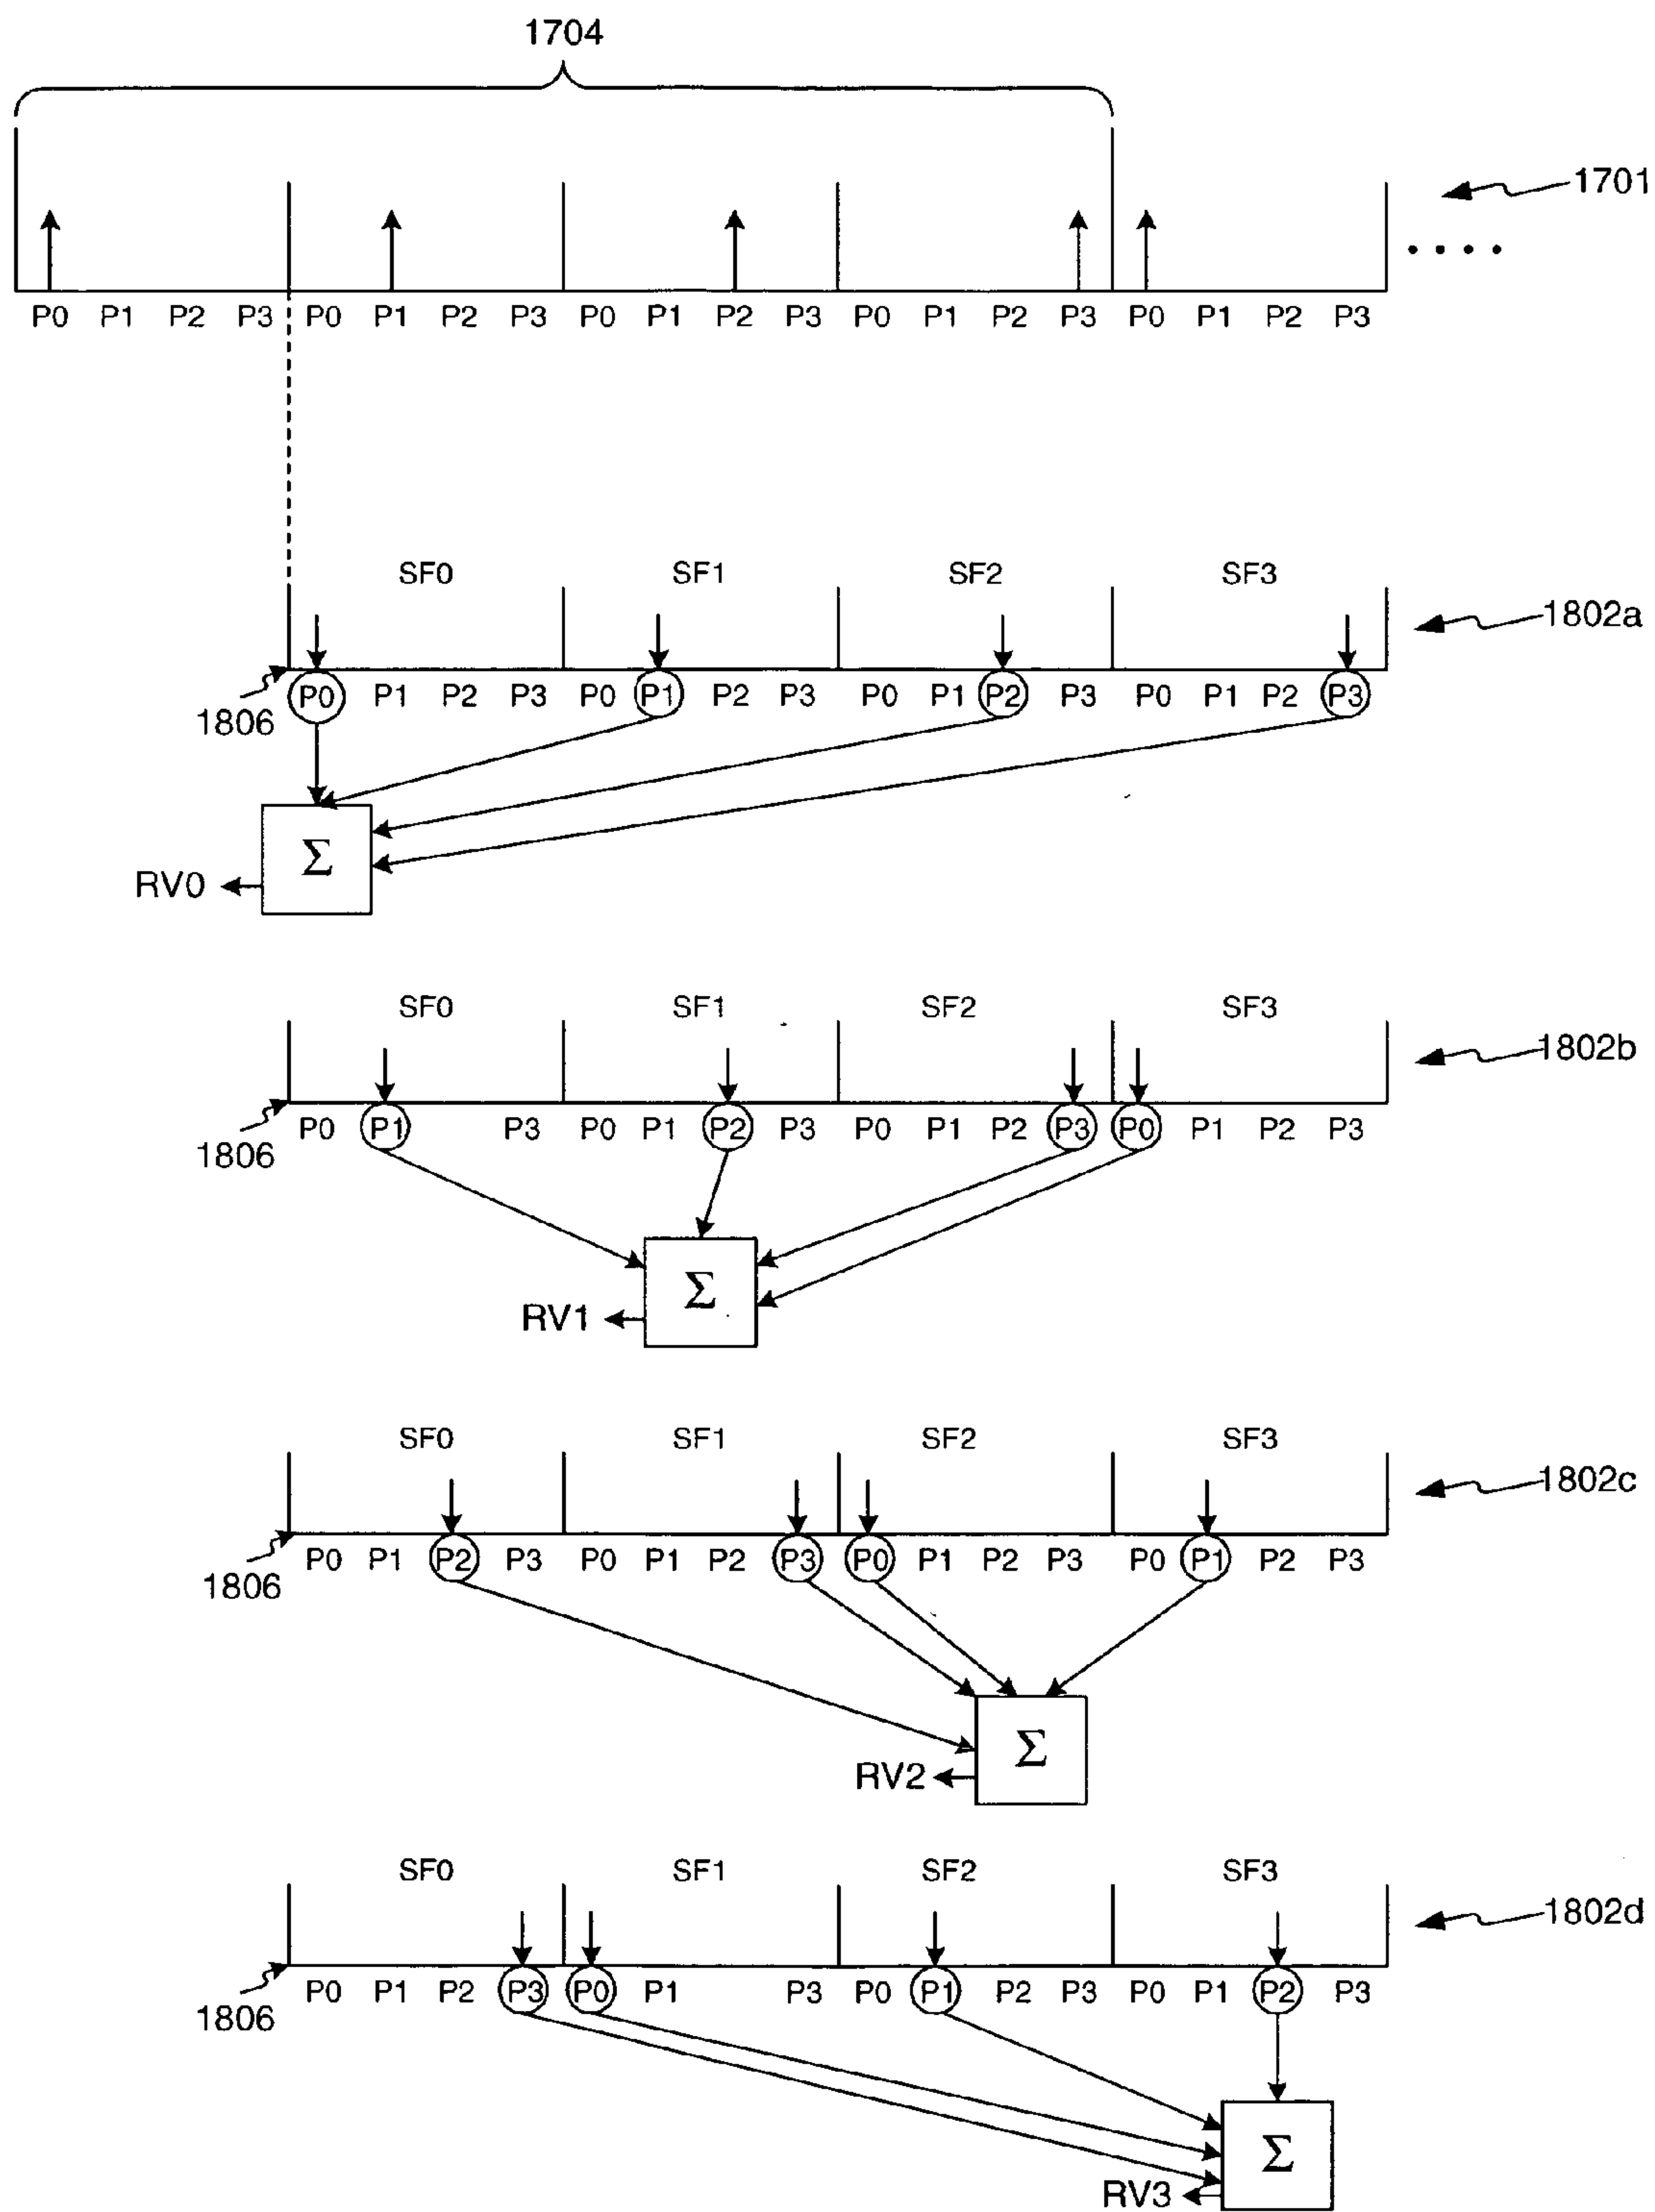 1704
1701
P0 P1 P2 P3 P0 P1 P2 P3 P0 P1 P2 P3 P0 P1 P2 P3 P0 P1 P2 P3
SF0 SF1 SF2 SF3
1802a
P0 P1 P2 P3 P0 P1 P2 P3 P0 P1 P2 P3 P0 P1 P2 P3
1806
Σ
RV0
SF0 SF1 SF2 SF3
1802b
P0 P1 P3 P0 P1 P2 P3 P0 P1 P2 P3 P0 P1 P2 P3
1806
Σ
RV1
SF0 SF1 SF2 SF3
1802c
P0 P1 P2 P3 P0 P1 P2 P3 P0 P1 P2 P3 P0 P1 P2 P3
1806
Σ
RV2
SF0 SF1 SF2 SF3
1802d
P0 P1 P2 P3 P0 P1 P3 P0 P1 P2 P3 P0 P1 P2 P3
1806
Σ
RV3